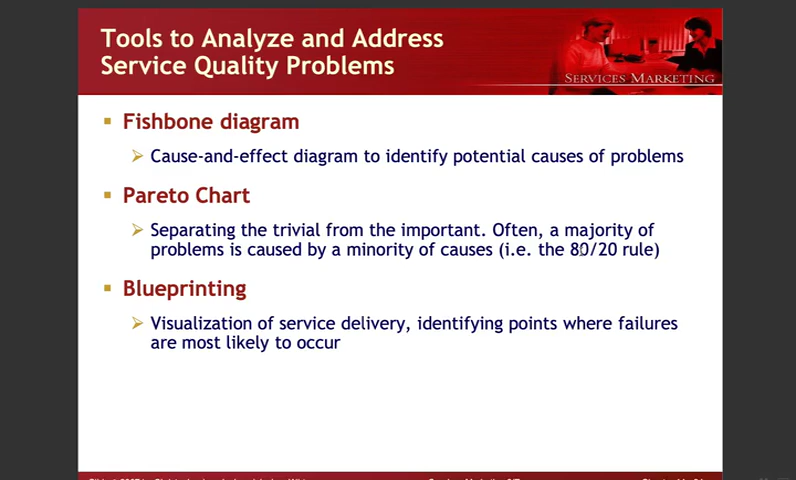 Tools to Analyze and Address
Service Quality Problems
SERVICES MARKETING
Fishbone diagram
Cause-and-effect diagram to identify potential causes of problems
Pareto Chart
Separating the trivial from the important. Often, a majority of
problems is caused by a minority of causes (i.e. the 80/20 rule)
Blueprinting
Visualization of service delivery, identifying points where failures
are most likely to occur